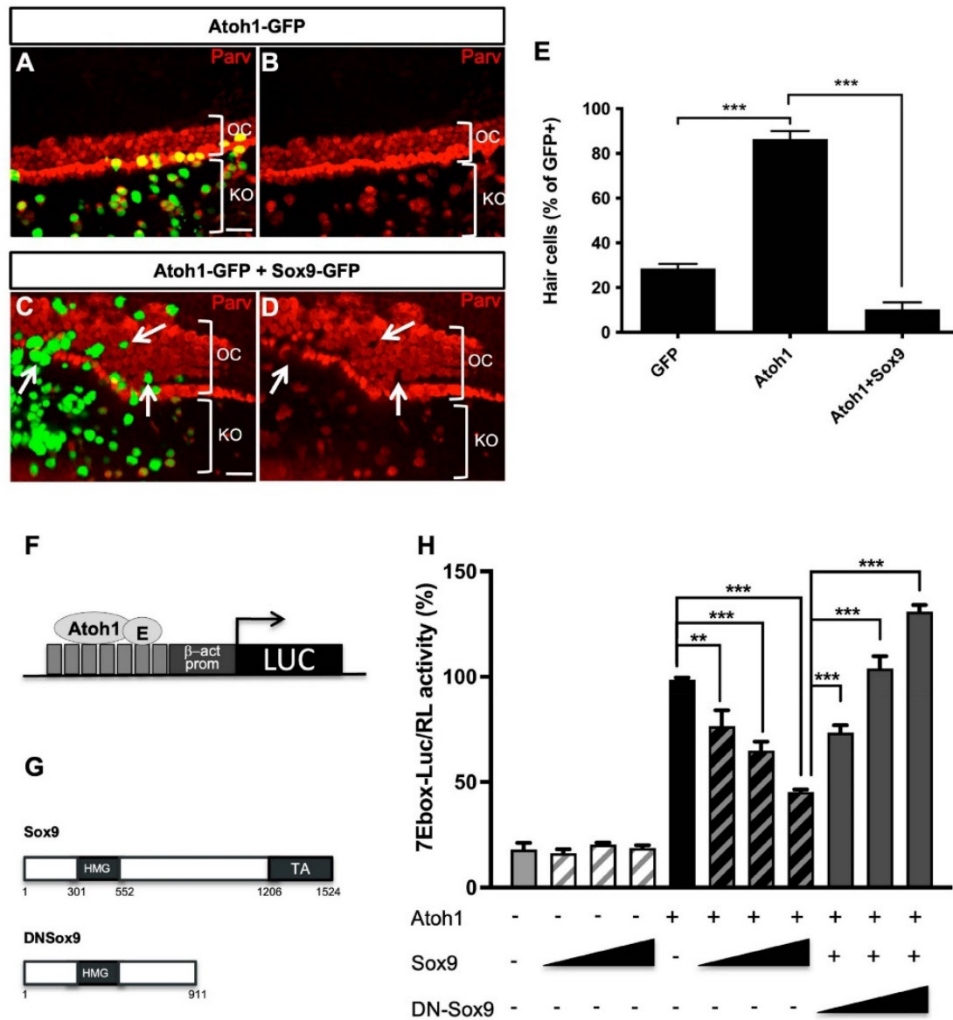 Atoh1-GFP
A
Parv
B
Parv
OC
OC
KO
KO
Atoh1-GFP + Sox9-GFP
C
Parv
D
Parv
OC
OC
KO
KO
E
Hair cells (% of GFP+)
100
80
60
40
20
0
***
***
GFP
Atoh1
Atoh1+Sox9
F
Atoh1
E
β-act
prom
LUC
G
Sox9
HMG
TA
1
301
552
1206
1524
DNSox9
HMG
1
911
H
7Ebox-Luc/RL activity (%)
150
100
50
0
***
***
**
***
***
***
Atoh1 - - - - + + + + + + +
Sox9 - - + + +
DN-Sox9 - - - - - - - -